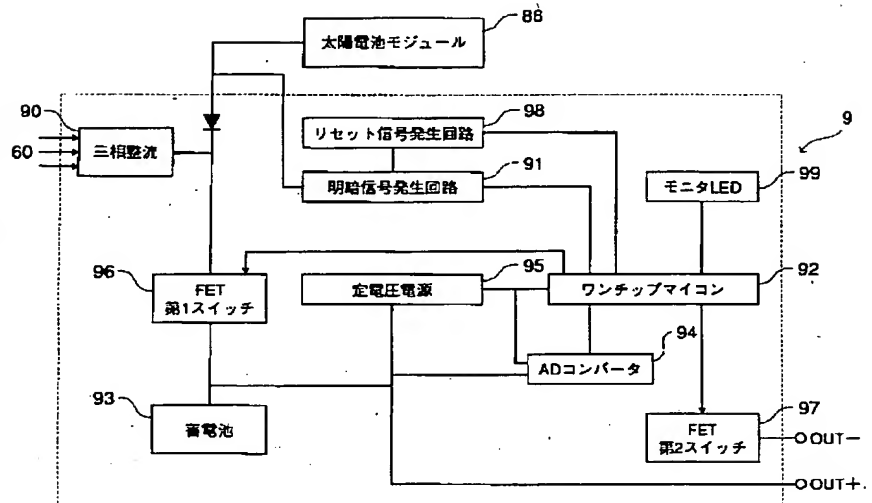 88
太陽電池モジュール
90
98
三相整流
60
リセット信号発生回路
9
91
明暗信号発生回路
モニタLED
99
96
95
92
FET
第1スイッチ
定電圧電源
ワンチップマイコン
94
ADコンバータ
93
蓄電池
97
FET
第2スイッチ
OUT−
OUT+